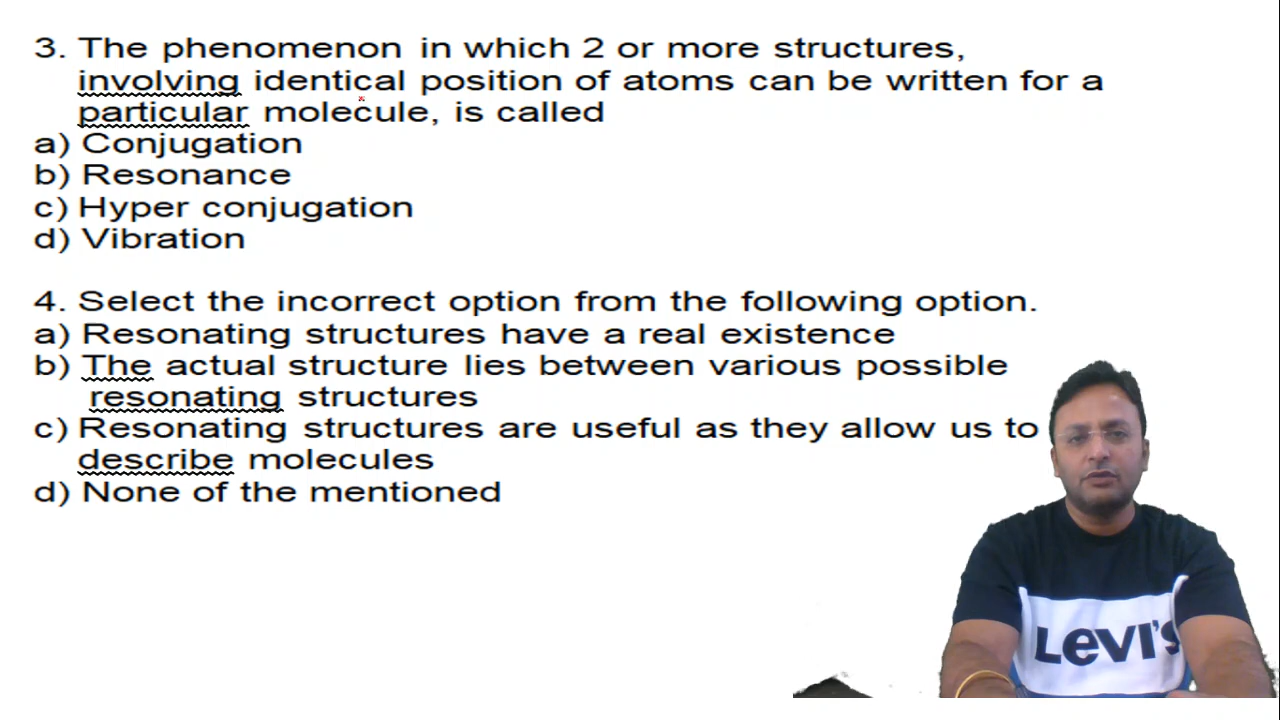 3. The phenomenon in which 2 or more structures,
involving identical position of atoms can be written for a
particular molecule, is called
a) Conjugation
b) Resonance
c) Hyper conjugation
d) Vibration
4. Select the incorrect option from the following option.
a) Resonating structures have a real existence
b) The actual structure lies between various possible
resonating structures
c) Resonating structures are useful as they allow us to
describe molecules
d) None of the mentioned
Levi's